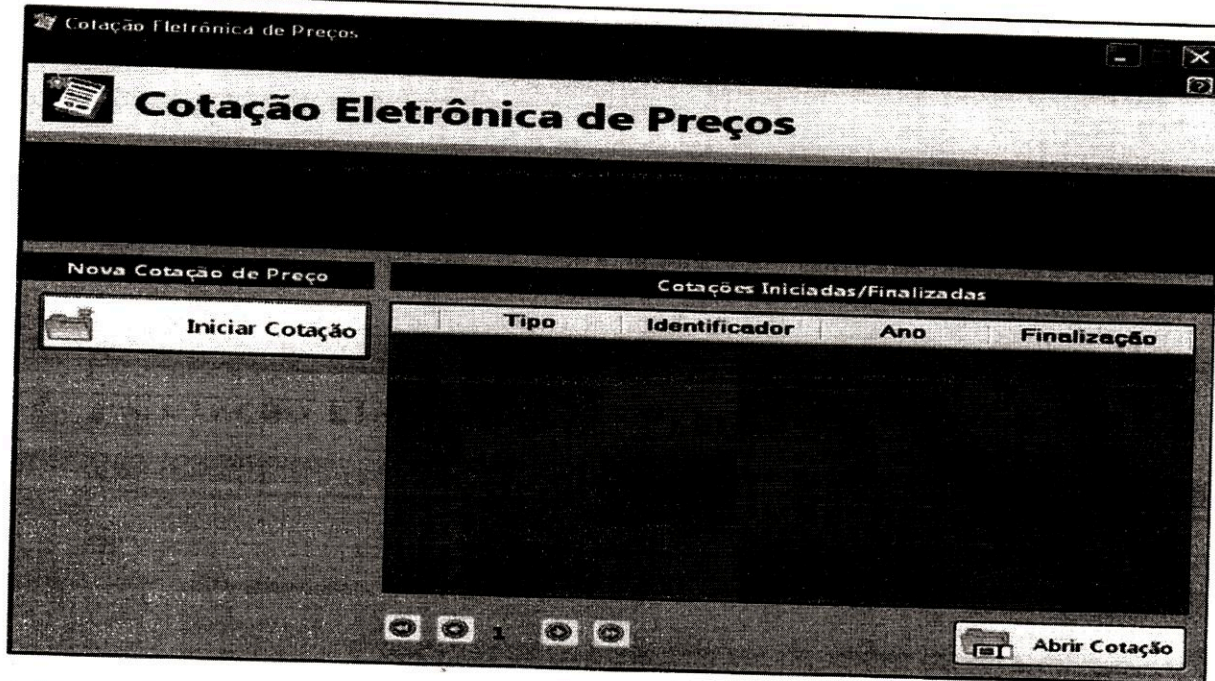 Cotação Eletrônica de Preços
Cotação Eletrônica de Preços
Nova Cotação de Preço
Iniciar Cotação
Cotações Iniciadas/Finalizadas
Tipo Identificador Ano Finalização
1
Abrir Cotação